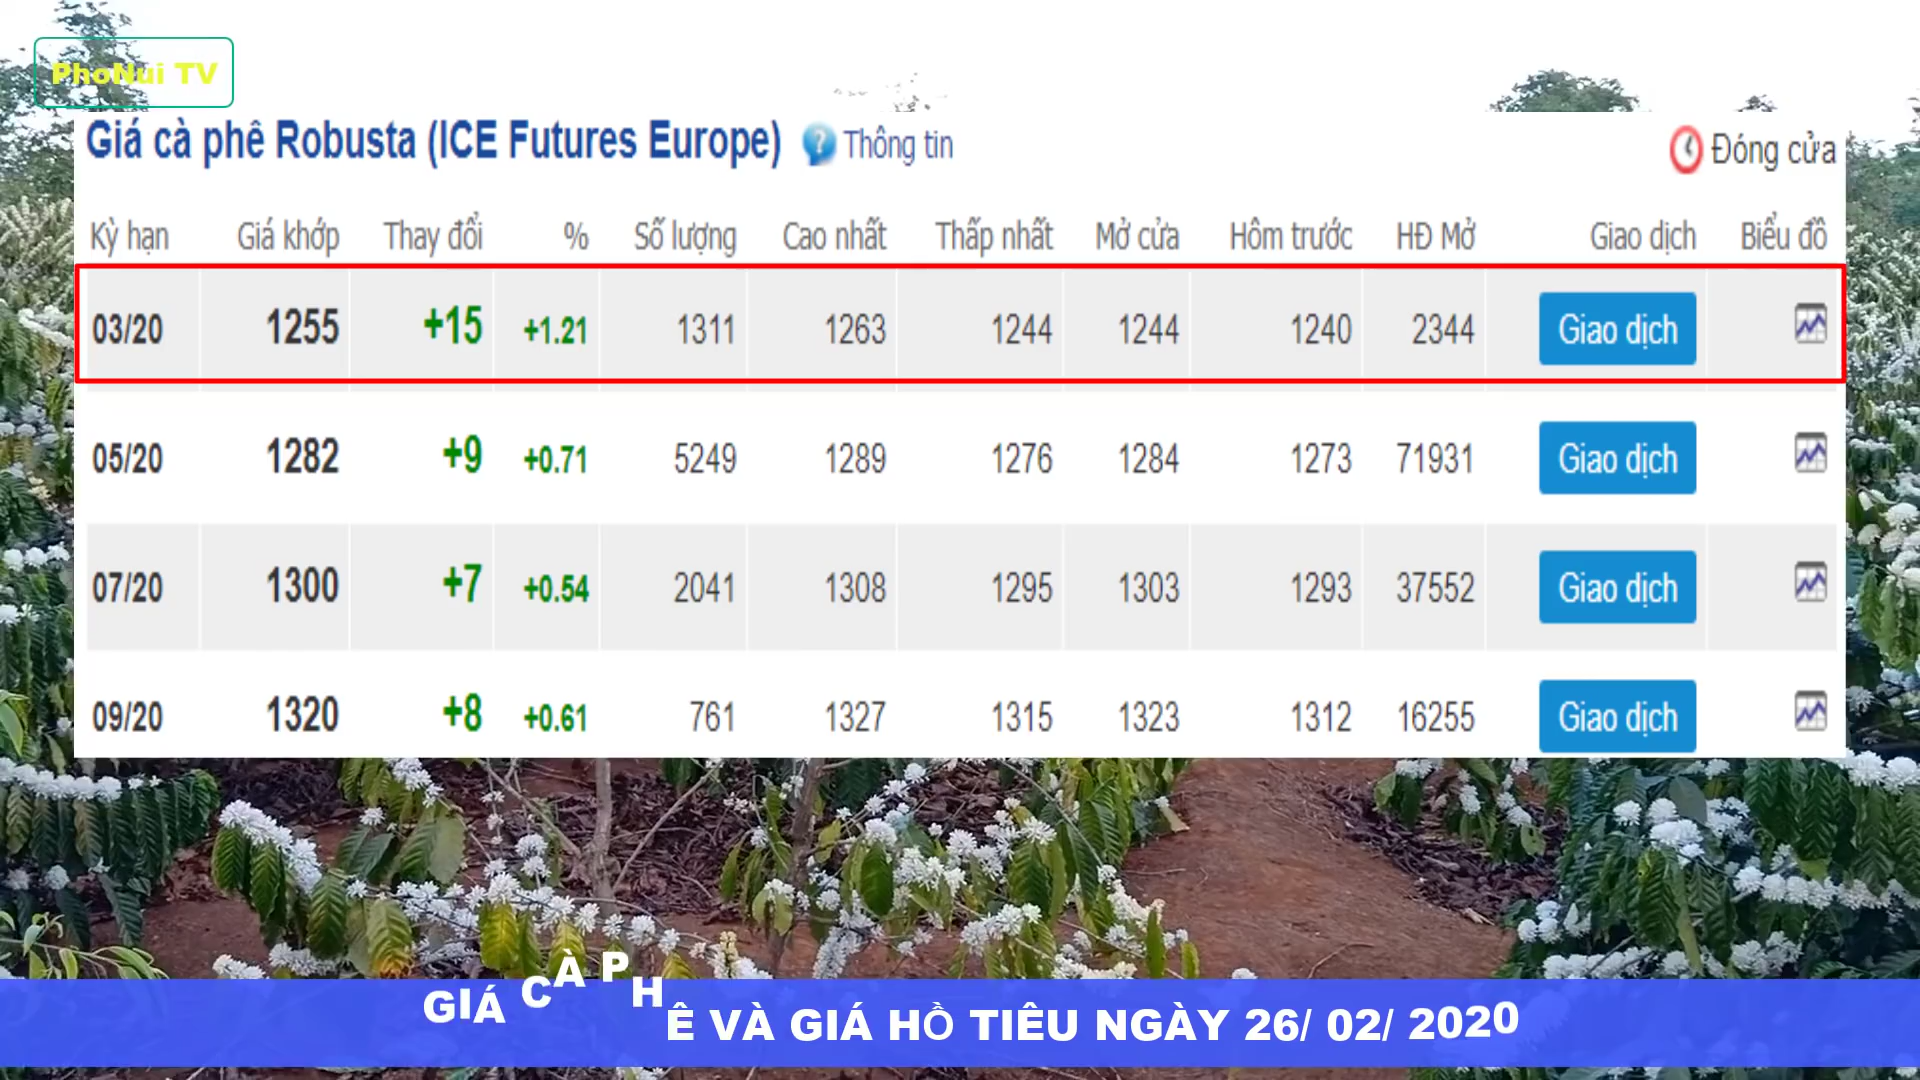 PhoNui TV
Giá cà phê Robusta (ICE Futures Europe) ? Thông tin Đóng cửa
Kỳ hạn Giá khớp Thay đổi % Số lượng Cao nhất Thấp nhất Mở cửa Hôm trước HĐ Mở Giao dịch Biểu đồ
03/20 1255 +15 +1.21 1311 1263 1244 1244 1240 2344 Giao dịch
05/20 1282 +9 +0.71 5249 1289 1276 1284 1273 71931 Giao dịch
07/20 1300 +7 +0.54 2041 1308 1295 1303 1293 37552 Giao dịch
09/20 1320 +8 +0.61 761 1327 1315 1323 1312 16255 Giao dịch
GIÁ CÀ PHÊ VÀ GIÁ HỒ TIÊU NGÀY 26/ 02/ 2020